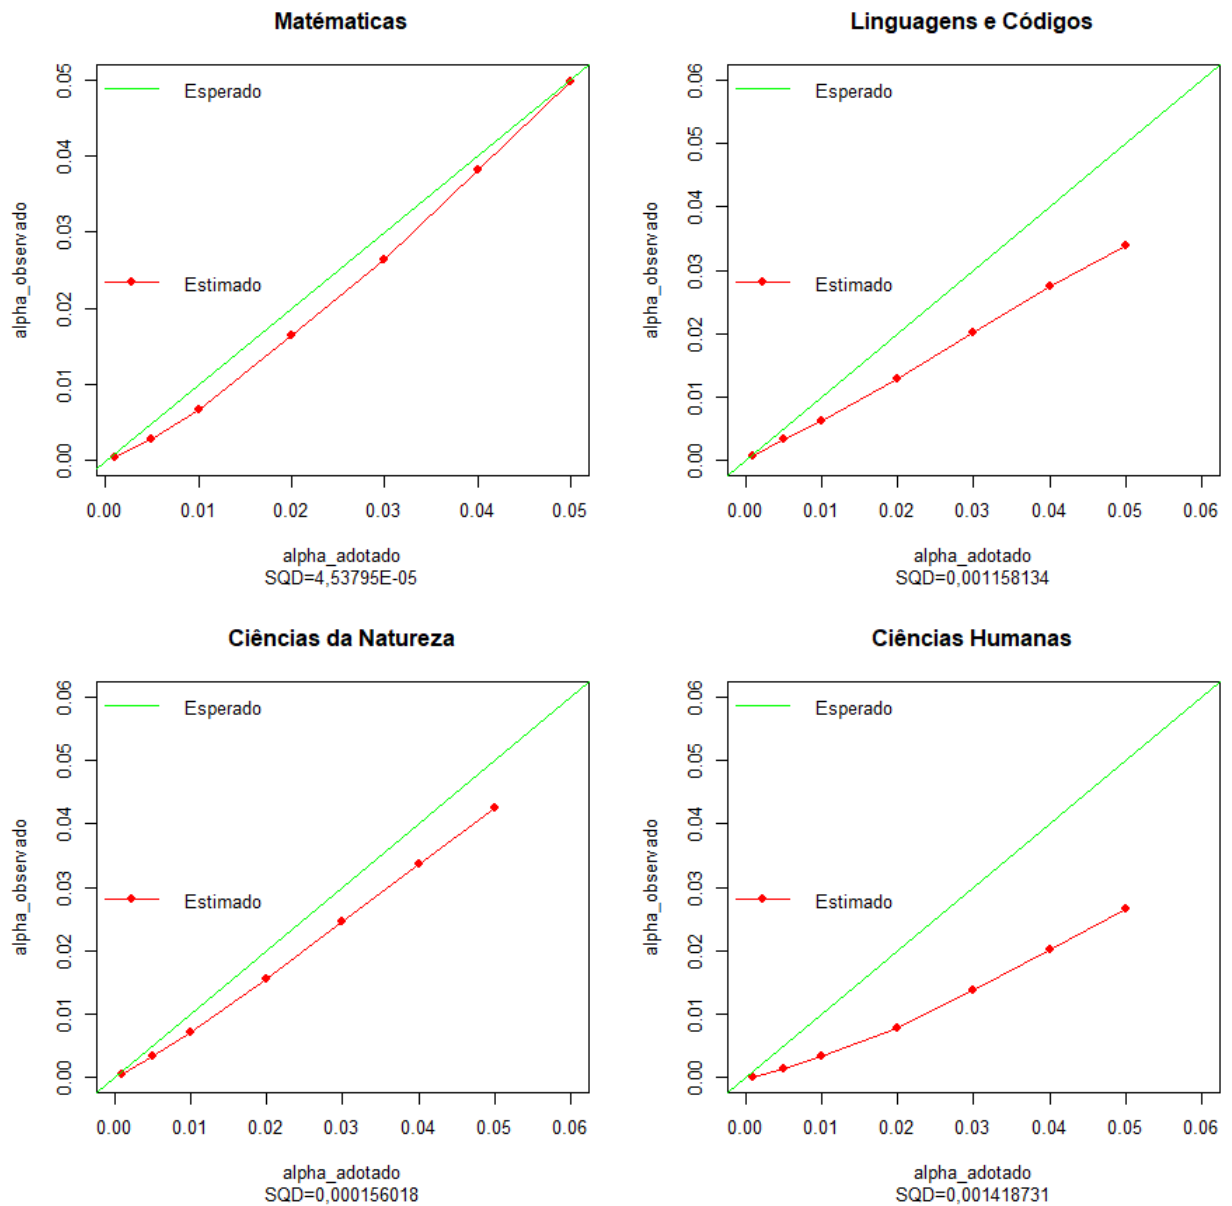 Matématicas
Esperado
Estimado
alpha_observado
0.00 0.01 0.02 0.03 0.04 0.05
0.00 0.01 0.02 0.03 0.04 0.05
alpha_adotado
SQD=4,53795E-05
Linguagens e Códigos
Esperado
Estimado
alpha_observado
0.00 0.01 0.02 0.03 0.04 0.05 0.06
0.00 0.01 0.02 0.03 0.04 0.05 0.06
alpha_adotado
SQD=0,001158134
Ciências da Natureza
Esperado
Estimado
alpha_observado
0.00 0.01 0.02 0.03 0.04 0.05 0.06
0.00 0.01 0.02 0.03 0.04 0.05 0.06
alpha_adotado
SQD=0,000156018
Ciências Humanas
Esperado
Estimado
alpha_observado
0.00 0.01 0.02 0.03 0.04 0.05 0.06
0.00 0.01 0.02 0.03 0.04 0.05 0.06
alpha_adotado
SQD=0,001418731